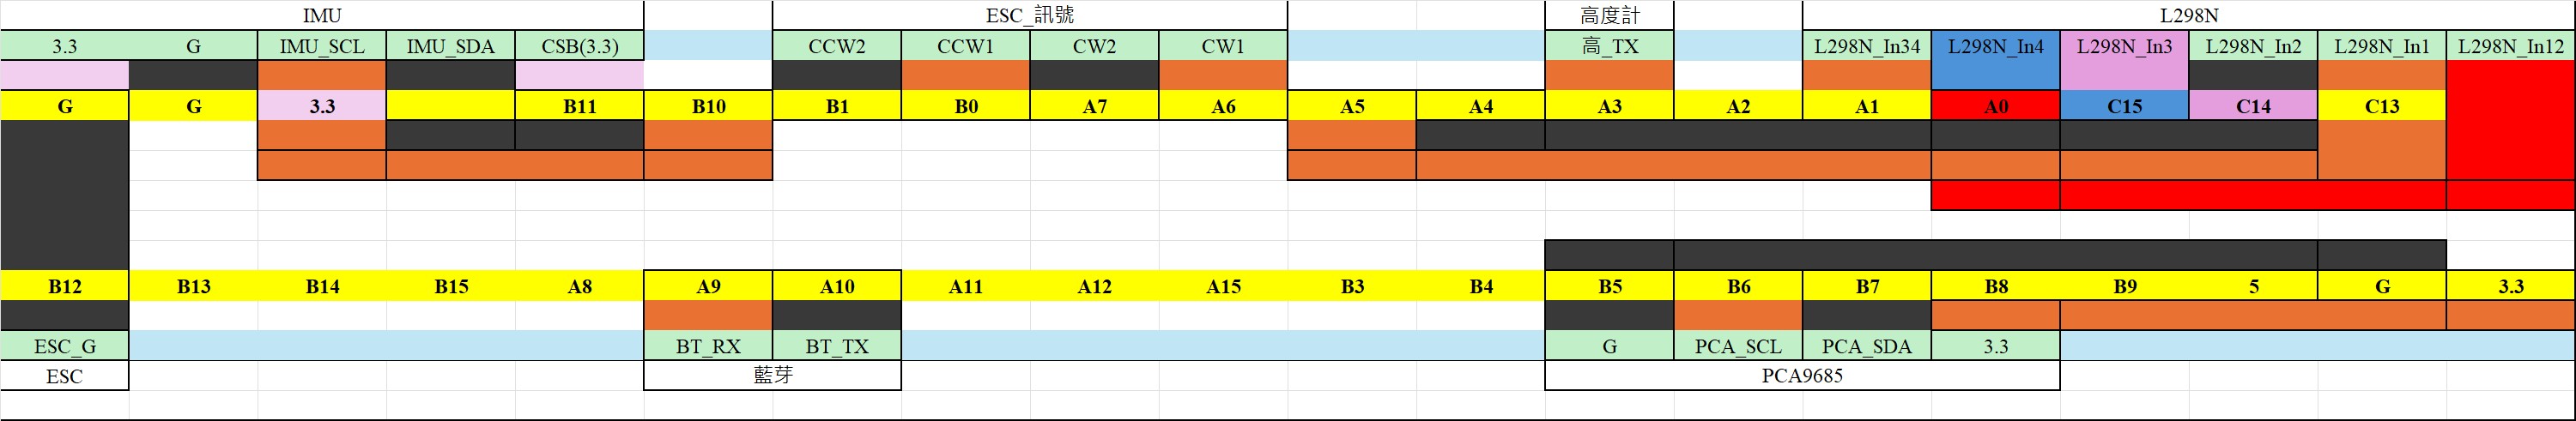 IMU ESC_訊號 高度計 L298N
3.3 G IMU_SCL IMU_SDA CSB(3.3) CCW2 CCW1 CW2 CW1 高_TX L298N_In34 L298N_In4 L298N_In3 L298N_In2 L298N_In1 L298N_In12
G G 3.3 B11 B10 B1 B0 A7 A6 A5 A4 A3 A2 A1 A0 C15 C14 C13
B12 B13 B14 B15 A8 A9 A10 A11 A12 A15 B3 B4 B5 B6 B7 B8 B9 5 G 3.3
ESC_G BT_RX BT_TX G PCA_SCL PCA_SDA 3.3
ESC 藍芽 PCA9685